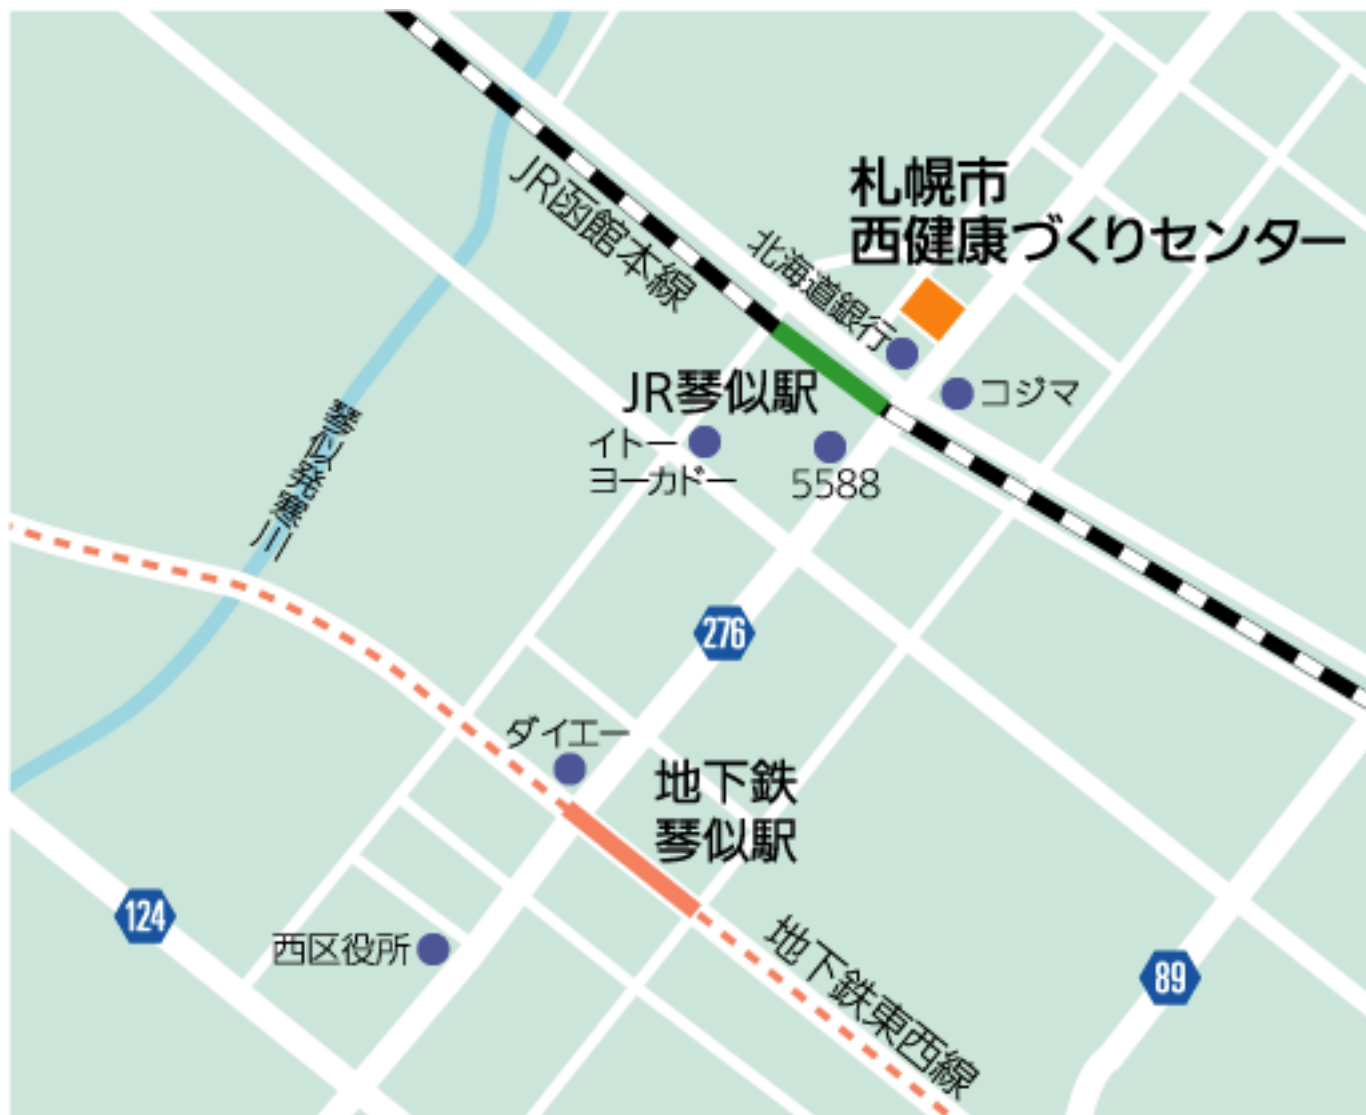 JR函館本線
札幌市
西健康づくりセンター
北海道銀行
コジマ
JR琴似駅
イトー
ヨーカドー
5588
琴似発寒川
276
ダイエー
地下鉄
琴似駅
124
西区役所
地下鉄東西線
89